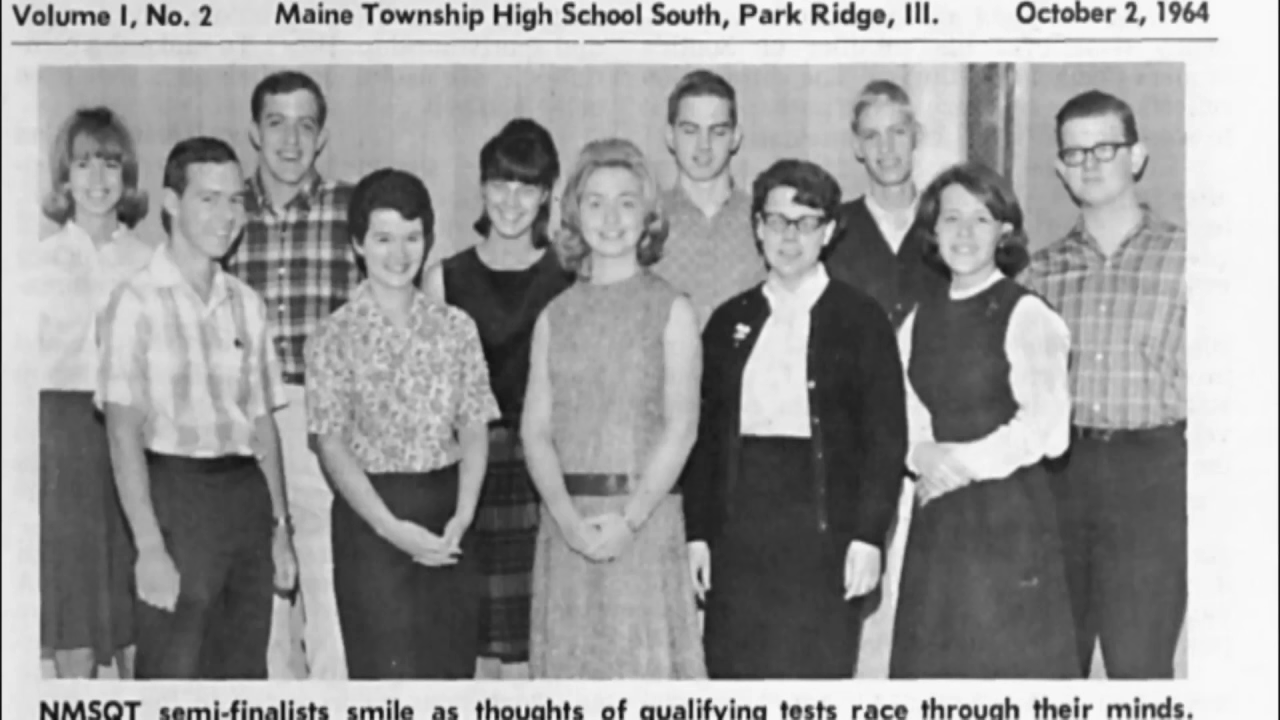 Volume I, No. 2 Maine Township High School South, Park Ridge, Ill. October 2, 1964
NMSQT semi-finalists smile as thoughts of qualifying tests race through their minds.